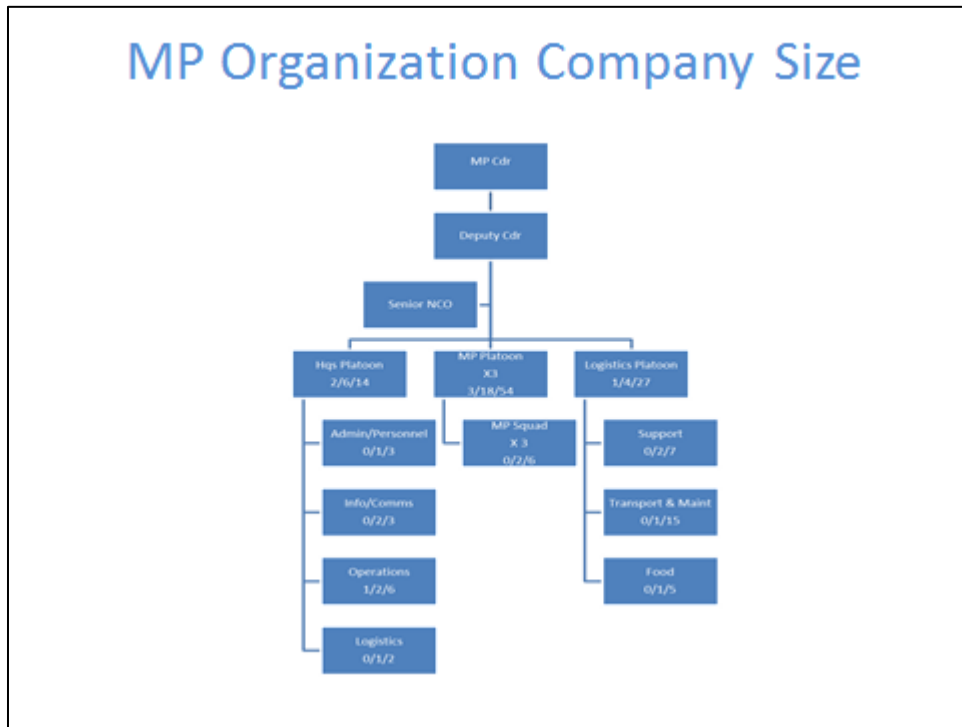 MP Organization Company Size
MP Cdr
Deputy Cdr
Senior NCO
Hqs Platoon
2/6/14
MP Platoon
X3
3/18/54
Logistics Platoon
1/4/27
Admin/Personnel
0/1/3
MP Squad
X 3
0/2/6
Support
0/2/7
Info/Comms
0/2/3
Transport & Maint
0/1/15
Operations
1/2/6
Food
0/1/5
Logistics
0/1/2